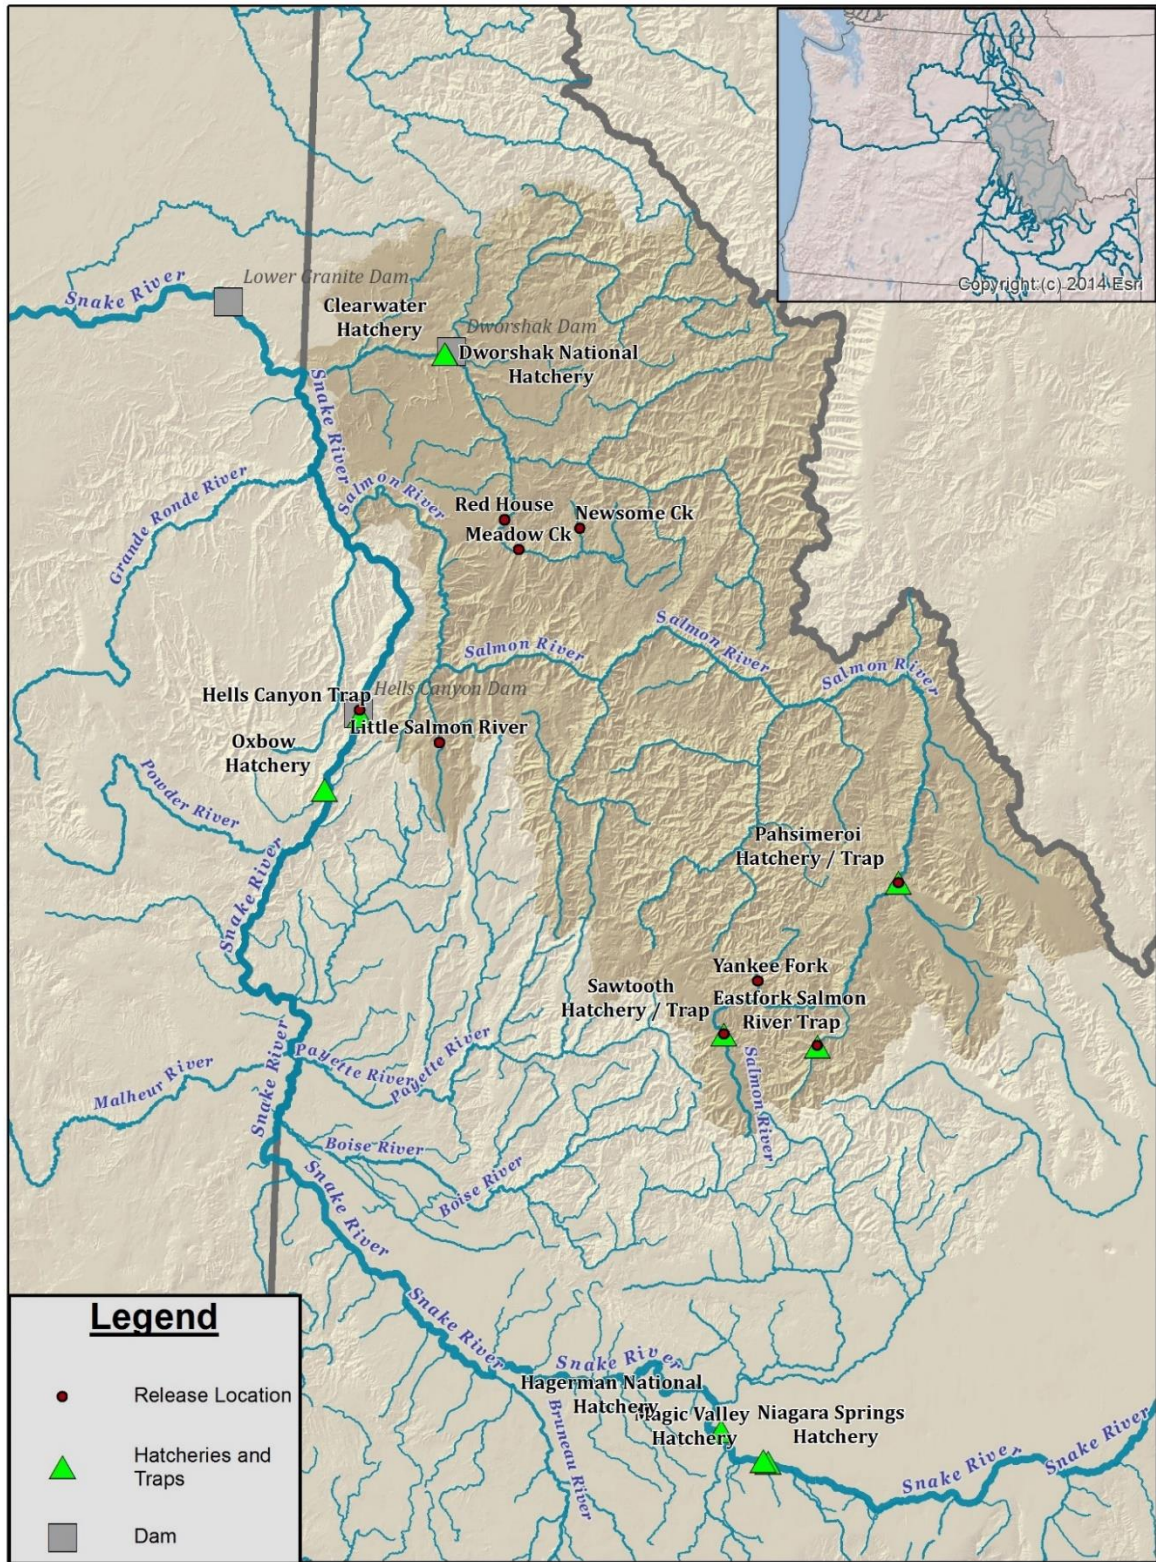 Copyright:(c) 2014 Esri
Lower Granite Dam
Snake River
Clearwater
Hatchery
Dworshak Dam
Dworshak National
Hatchery
Snake River
Grande Ronde River
Salmon River
Red House
Newsome Ck
Meadow Ck
Salmon River
Salmon River
Salmon River
Hells Canyon Trap
Hells Canyon Dam
Little Salmon River
Oxbow
Hatchery
Powder River
Pahsimeroi
Hatchery / Trap
Snake River
Yankee Fork
Sawtooth
Hatchery / Trap
Eastfork Salmon
River Trap
Snake River
Payette River
Payette River
Malheur River
Salmon River
Boise River
Boise River
Snake River
Snake River
Snake River
Hagerman National
Hatchery
Magic Valley
Hatchery
Niagara Springs
Hatchery
Bruneau River
Snake River
Snake River
Legend
Release Location
Hatcheries and
Traps
Dam